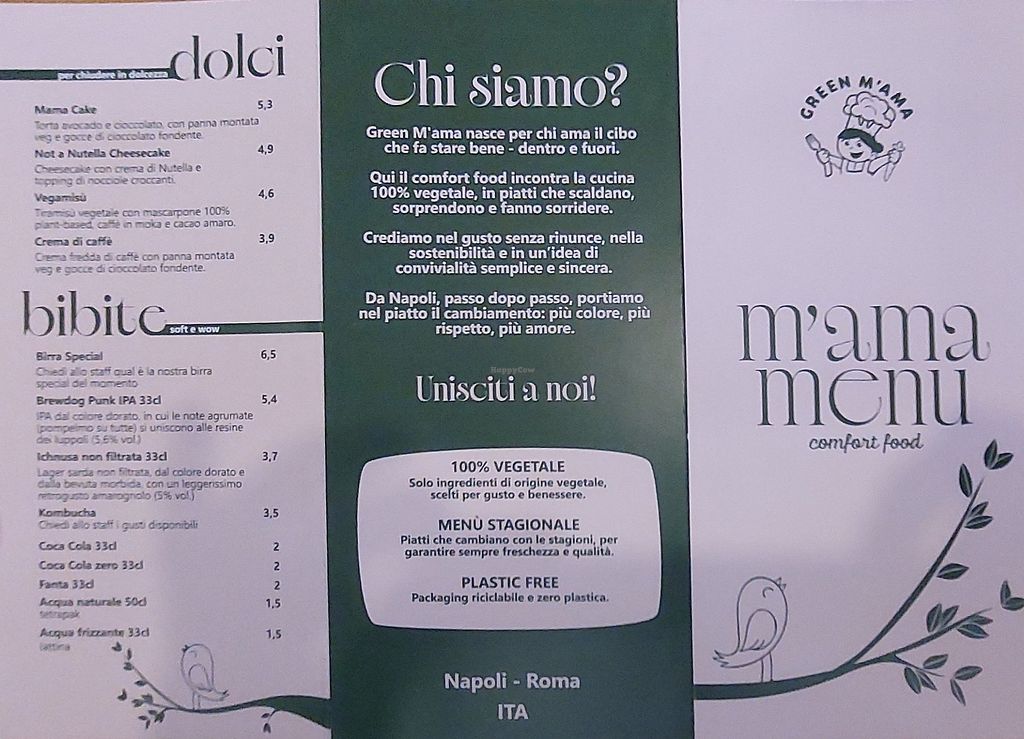 dolci
per chiudere in dolcezza
Mama Cake 5,3
Torta avocado e cioccolato, con panna montata
veg e gocce di cioccolato fondente.
Not a Nutella Cheesecake 4,9
Cheesecake con crema di Nutella e
topping di nocciole croccanti.
Vegamisù 4,6
Tiramisù vegetale con mascarpone 100%
plant-based, caffè in moka e cacao amaro.
Crema di caffè 3,9
Crema fredda di caffè con panna montata
veg e gocce di cioccolato fondente.
bibite
soft e wow
Birra Special 6,5
Chiedi allo staff qual è la nostra birra
special del momento
Brewdog Punk IPA 33cl 5,4
IPA dal colore dorato, in cui le note agrumate
(pompelmo su tutte) si uniscono alle resine
dei luppoli (5,6% vol.)
Ichnusa non filtrata 33cl 3,7
Lager sarda non filtrata, dal colore dorato e
dalla bevuta morbida, con un leggerissimo
retrogusto amarognolo (5% vol.)
Kombucha 3,5
Chiedi allo staff i gusti disponibili
Coca Cola 33cl 2
Coca Cola zero 33cl 2
Fanta 33cl 2
Acqua naturale 50cl 1,5
tetrapak
Acqua frizzante 33cl 1,5
lattina
Chi siamo?
Green M'ama nasce per chi ama il cibo
che fa stare bene - dentro e fuori.
Qui il comfort food incontra la cucina
100% vegetale, in piatti che scaldano,
sorprendono e fanno sorridere.
Crediamo nel gusto senza rinunce, nella
sostenibilità e in un'idea di
convivialità semplice e sincera.
Da Napoli, passo dopo passo, portiamo
nel piatto il cambiamento: più colore, più
rispetto, più amore.
HappyCow
Unisciti a noi!
100% VEGETALE
Solo ingredienti di origine vegetale,
scelti per gusto e benessere.
MENÙ STAGIONALE
Piatti che cambiano con le stagioni, per
garantire sempre freschezza e qualità.
PLASTIC FREE
Packaging riciclabile e zero plastica.
Napoli - Roma
ITA
GREEN M'AMA
m'ama
menu
comfort food